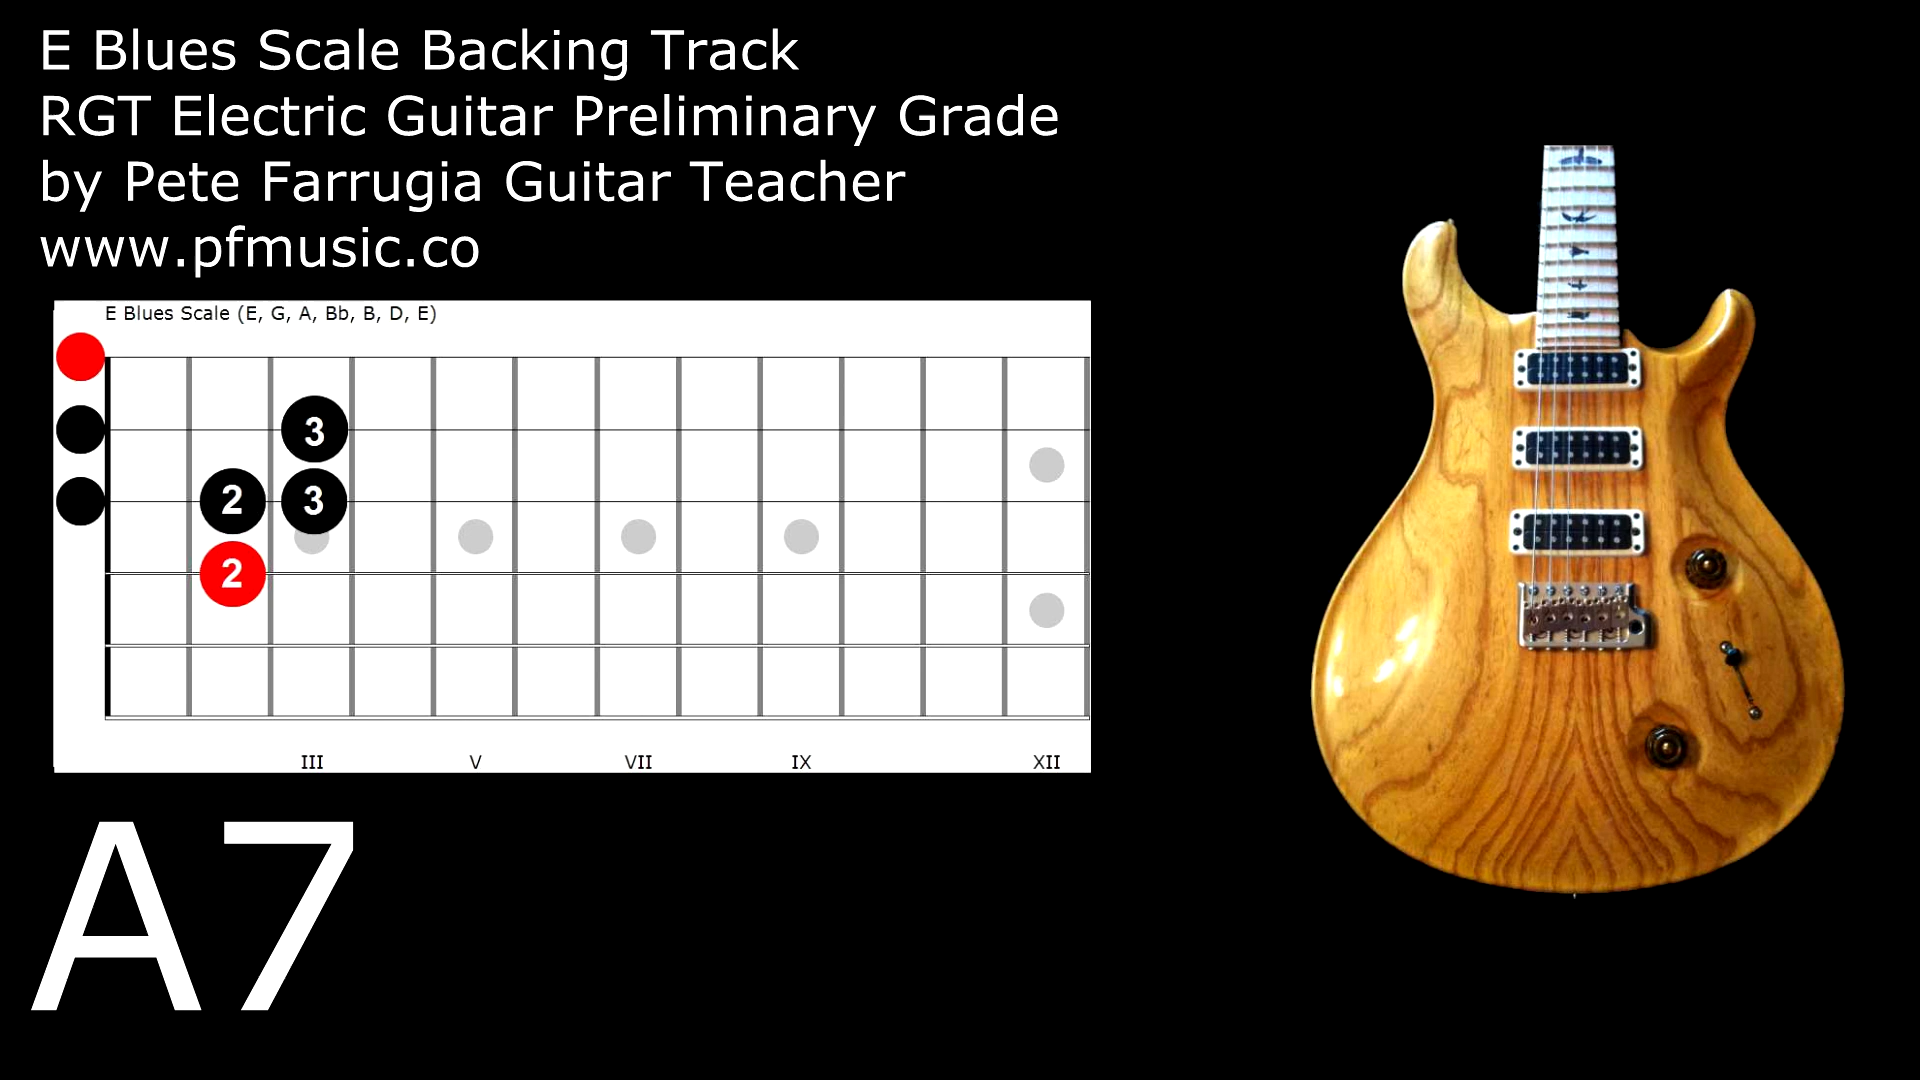 E Blues Scale Backing Track
RGT Electric Guitar Preliminary Grade
by Pete Farrugia Guitar Teacher
www.pfmusic.co
E Blues Scale (E, G, A, Bb, B, D, E)
3
2 3
2
III V VII IX XII
A7